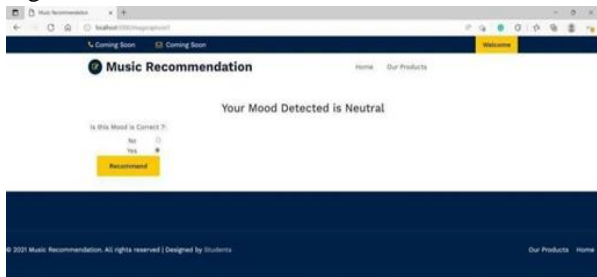 Music Recommendation
Coming Soon Coming Soon Welcome
Music Recommendation Home Our Products
Your Mood Detected is Neutral
Is this Mood is Correct ?:
No
Yes
Recommend
© 2021 Music Recommendation. All rights reserved | Designed by Students Our Products Home